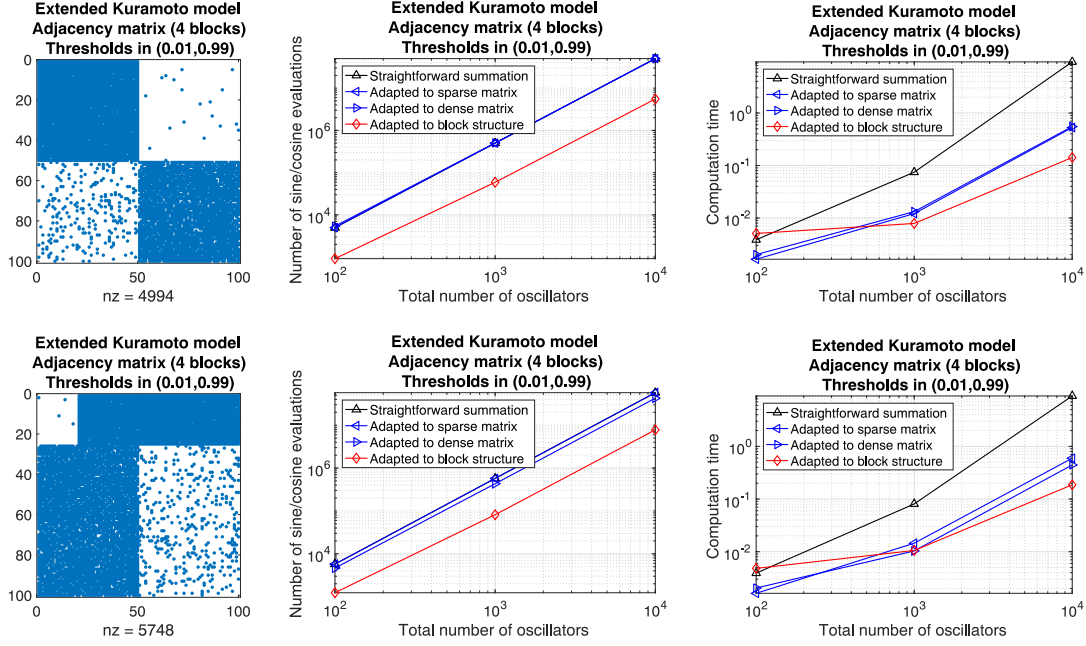 Extended Kuramoto model
Adjacency matrix (4 blocks)
Thresholds in (0.01,0.99)
0
20
40
60
80
100
0
50
100
nz = 4994
Extended Kuramoto model
Adjacency matrix (4 blocks)
Thresholds in (0.01,0.99)
Number of sine/cosine evaluations
10^6
10^4
Straightforward summation
Adapted to sparse matrix
Adapted to dense matrix
Adapted to block structure
10^2
10^3
10^4
Total number of oscillators
Extended Kuramoto model
Adjacency matrix (4 blocks)
Thresholds in (0.01,0.99)
Computation time
10^0
10^-1
10^-2
Straightforward summation
Adapted to sparse matrix
Adapted to dense matrix
Adapted to block structure
10^2
10^3
10^4
Total number of oscillators
Extended Kuramoto model
Adjacency matrix (4 blocks)
Thresholds in (0.01,0.99)
0
20
40
60
80
100
0
50
100
nz = 5748
Extended Kuramoto model
Adjacency matrix (4 blocks)
Thresholds in (0.01,0.99)
Number of sine/cosine evaluations
10^6
10^4
Straightforward summation
Adapted to sparse matrix
Adapted to dense matrix
Adapted to block structure
10^2
10^3
10^4
Total number of oscillators
Extended Kuramoto model
Adjacency matrix (4 blocks)
Thresholds in (0.01,0.99)
Computation time
10^0
10^-1
10^-2
Straightforward summation
Adapted to sparse matrix
Adapted to dense matrix
Adapted to block structure
10^2
10^3
10^4
Total number of oscillators